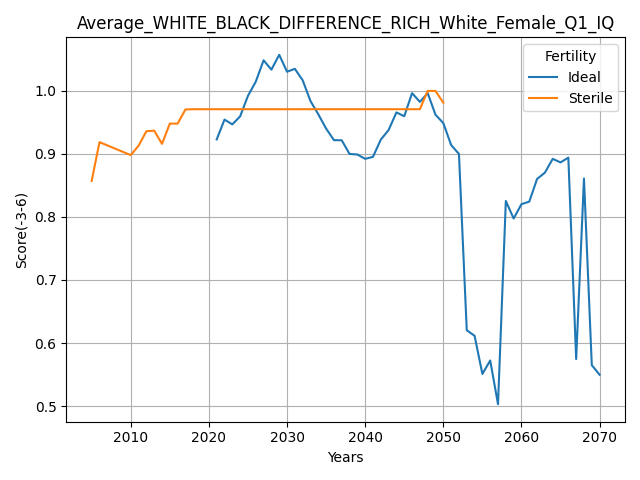 Average_WHITE_BLACK_DIFFERENCE_RICH_White_Female_Q1_IQ
Fertility
Ideal
Sterile
Score(-3-6)
1.0
0.9
0.8
0.7
0.6
0.5
2010 2020 2030 2040 2050 2060 2070
Years